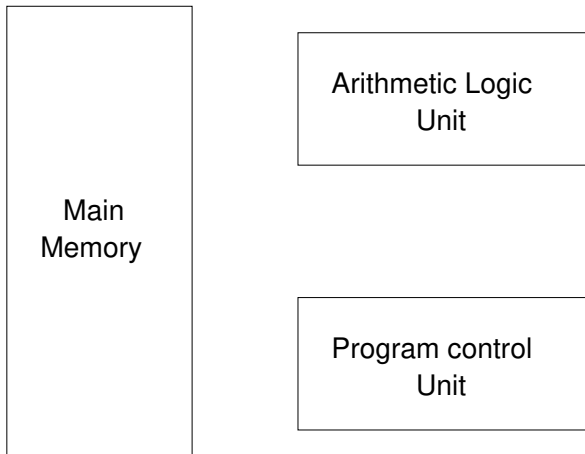 Main
Memory
Arithmetic Logic
Unit
Program control
Unit